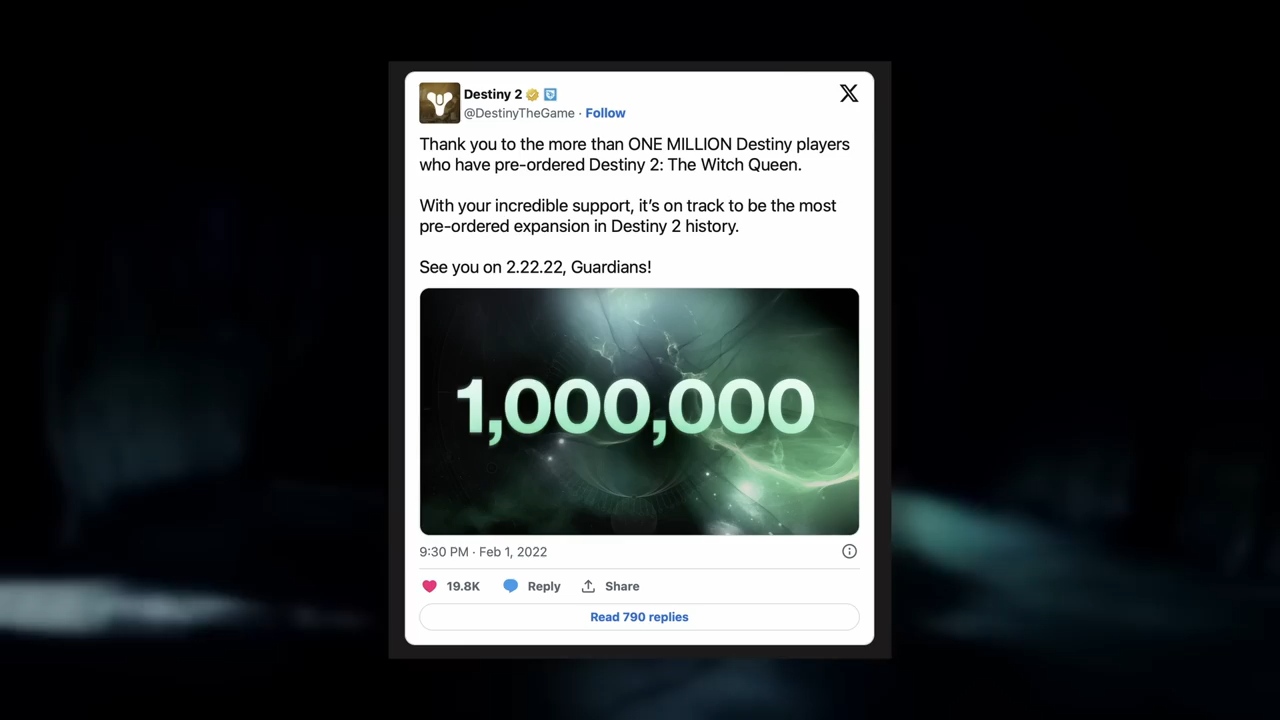 Destiny 2
@DestinyTheGame · Follow
Thank you to the more than ONE MILLION Destiny players
who have pre-ordered Destiny 2: The Witch Queen.
With your incredible support, it's on track to be the most
pre-ordered expansion in Destiny 2 history.
See you on 2.22.22, Guardians!
1,000,000
9:30 PM · Feb 1, 2022
19.8K Reply Share
Read 790 replies